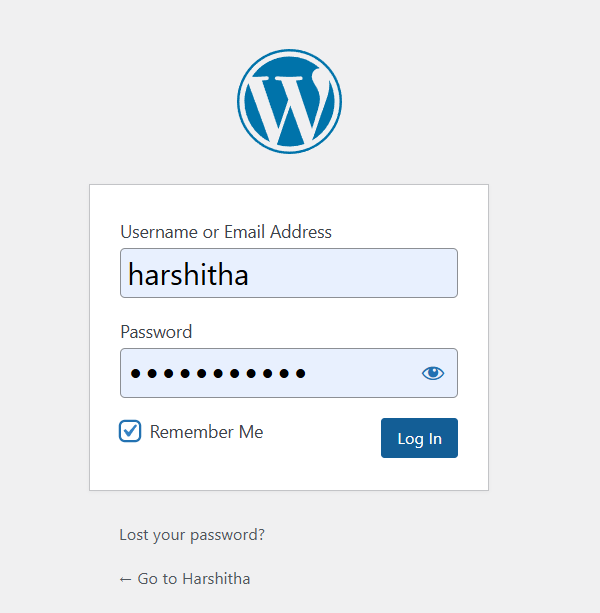 Username or Email Address
harshitha
Password
•••••••••••
Remember Me
Log In
Lost your password?
← Go to Harshitha